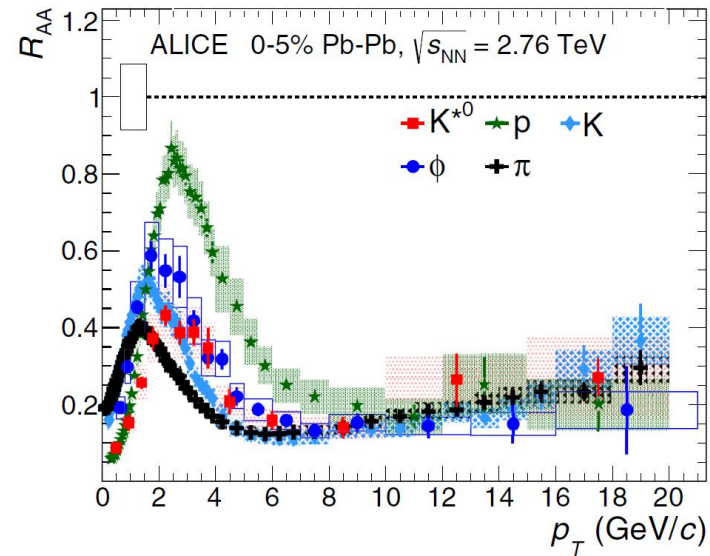 R_AA
ALICE 0-5% Pb-Pb, √s_NN = 2.76 TeV
K*0 p K
ϕ π
1.2
1
0.8
0.6
0.4
0.2
0 2 4 6 8 10 12 14 16 18 20
p_T (GeV/c)